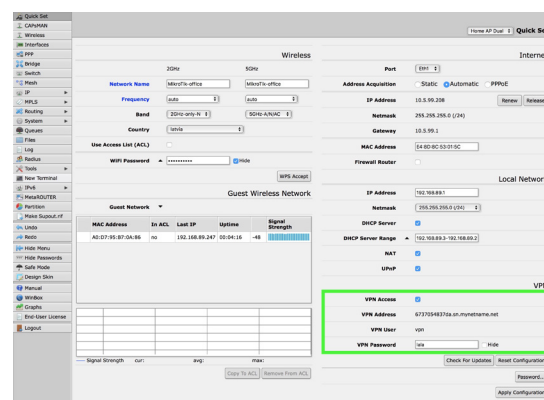 Quick Set
CAPsMAN
Wireless
Interfaces
PPP
Bridge
Switch
Mesh
IP
MPLS
Routing
System
Queues
Files
Log
Radius
Tools
New Terminal
IPv6
MetaROUTER
Partition
Make Supout.rif
Undo
Redo
Hide Menu
Hide Passwords
Safe Mode
Design Skin
Manual
WinBox
Graphs
End-User License
Logout
Home AP Dual Quick Set
Wireless
2GHz 5GHz
Network Name MikroTik-office MikroTik-office
Frequency auto auto
Band 2GHz-only-N 5GHz-A/N/AC
Country latvia
Use Access List (ACL)
WiFi Password Hide
WPS Accept
Guest Wireless Network
Guest Network
MAC Address In ACL Last IP Uptime Signal Strength
A0:D7:95:B7:0A:86 no 192.168.89.247 00:04:16 -48
Signal Strength cur: avg: max:
Copy To ACL Remove From ACL
Internet
Port Eth1
Address Acquisition Static Automatic PPPoE
IP Address 10.5.99.208 Renew Release
Netmask 255.255.255.0 (/24)
Gateway 10.5.99.1
MAC Address E4:8D:8C:53:01:5C
Firewall Router
Local Network
IP Address 192.168.89.1
Netmask 255.255.255.0 (/24)
DHCP Server
DHCP Server Range 192.168.89.3-192.168.89.2
NAT
UPnP
VPN
VPN Access
VPN Address 6737054837da.sn.mynetname.net
VPN User vpn
VPN Password lala Hide
Check For Updates Reset Configuration
Password...
Apply Configuration